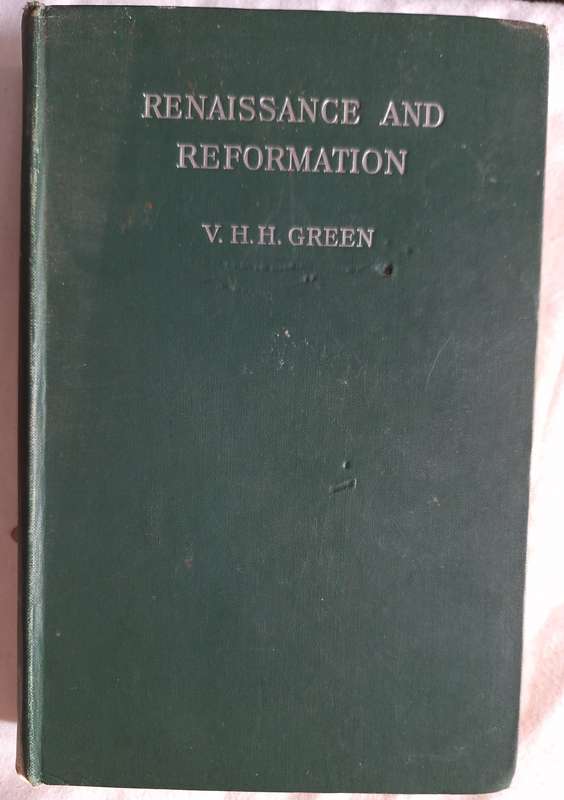 RENAISSANCE AND
REFORMATION
V. H. H. GREEN